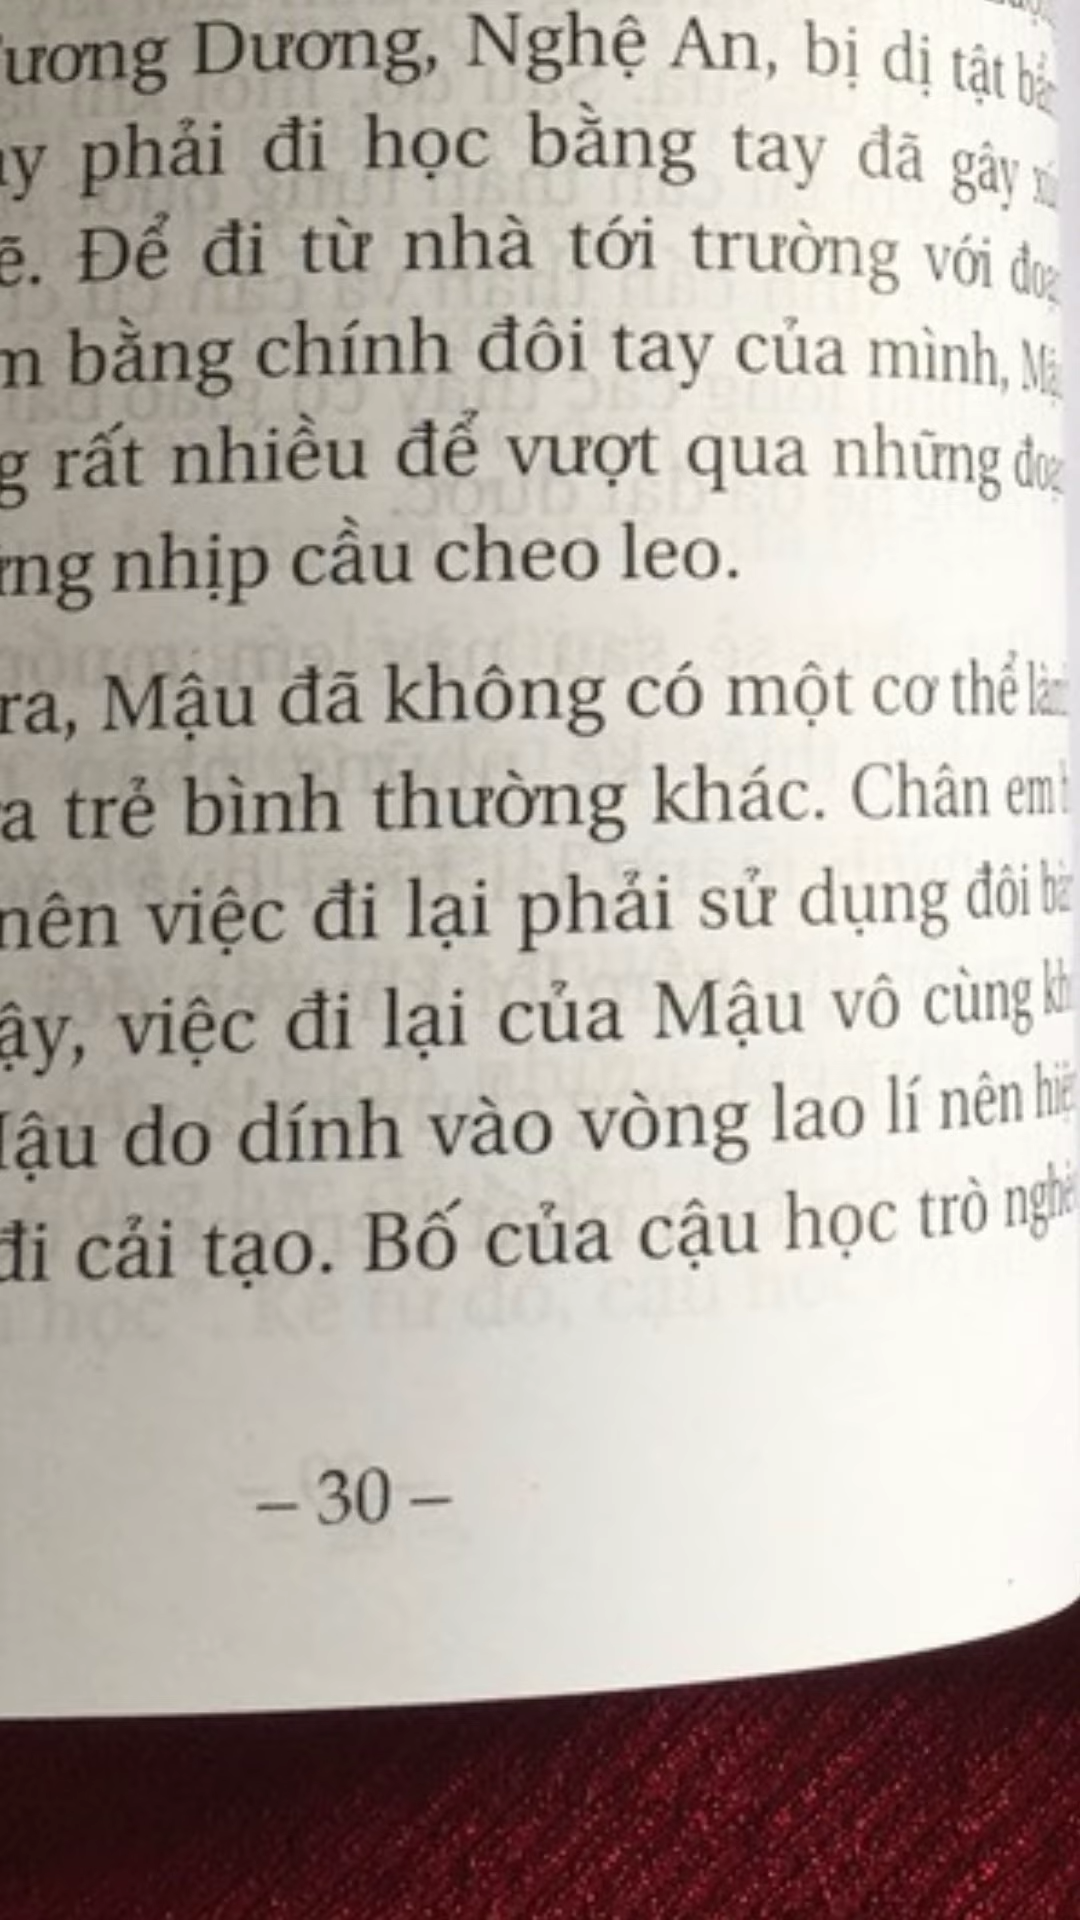 Dương, Nghệ An, bị dị tật
phải đi học bằng tay đã gây
Để đi từ nhà tới trường với
bằng chính đôi tay của mình,
rất nhiều để vượt qua những
nhịp cầu cheo leo.
ra, Mậu đã không có một cơ thể
trẻ bình thường khác. Chân em
nên việc đi lại phải sử dụng đôi
việc đi lại của Mậu vô cùng
do dính vào vòng lao lí nên
đi cải tạo. Bố của cậu học trò
– 30 –